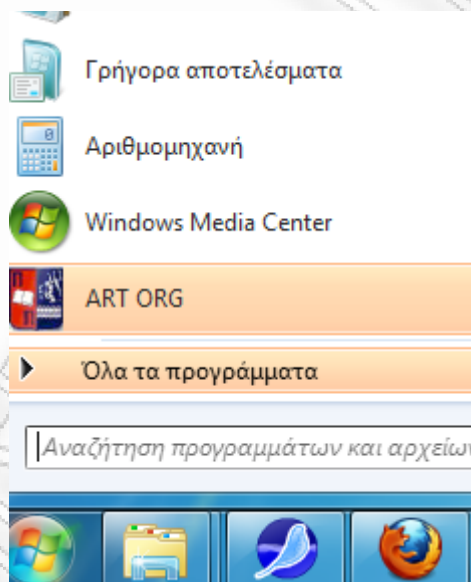 Γρήγορα αποτελέσματα
Αριθμομηχανή
Windows Media Center
ART ORG
Όλα τα προγράμματα
Αναζήτηση προγραμμάτων και αρχείων